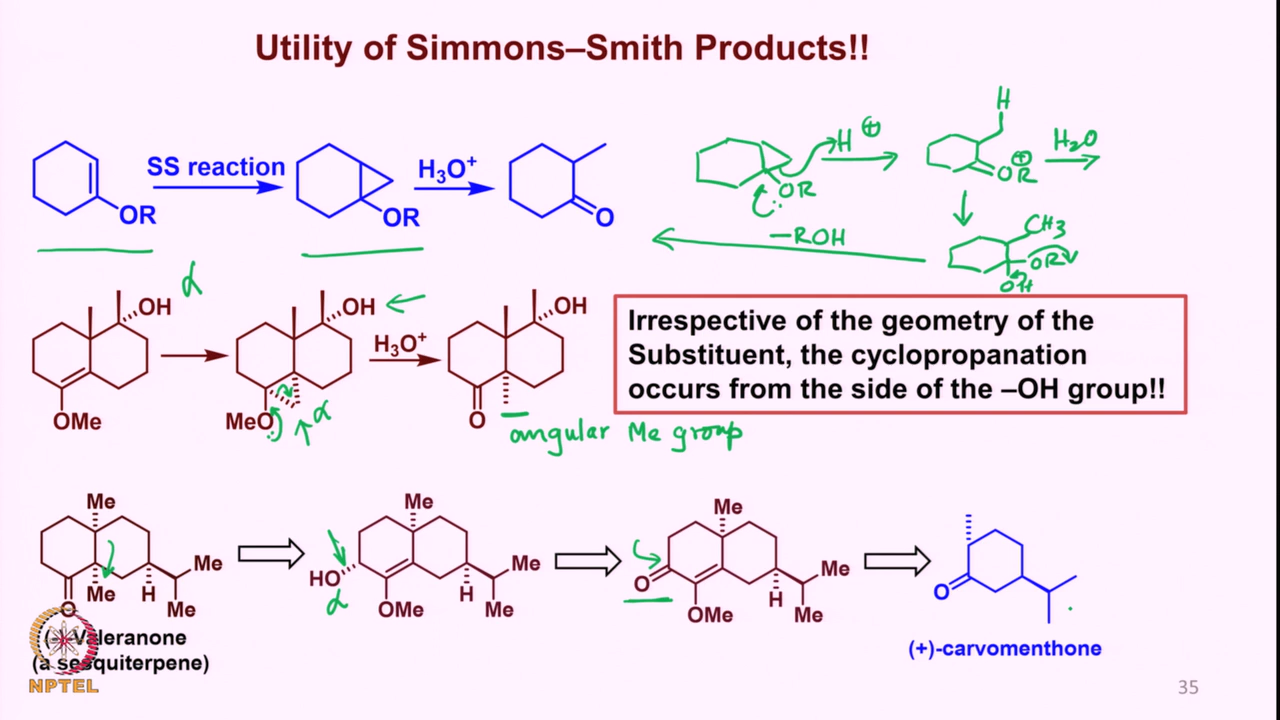 Utility of Simmons–Smith Products!!
SS reaction
OR
OR
H₃O⁺
O
OR
H ⊕
H
O⊕R
H₂O
CH₃
OR
OH
–ROH
α
OH
OMe
OH
MeO
α
H₃O⁺
OH
O
angular Me group
Irrespective of the geometry of the
Substituent, the cyclopropanation
occurs from the side of the –OH group!!
Me
Me
Me
H
Me
O
Valeranone
(a sesquiterpene)
Me
HO
α
OMe
H
Me
Me
Me
O
OMe
H
Me
Me
O
(+)-carvomenthone
NPTEL
35